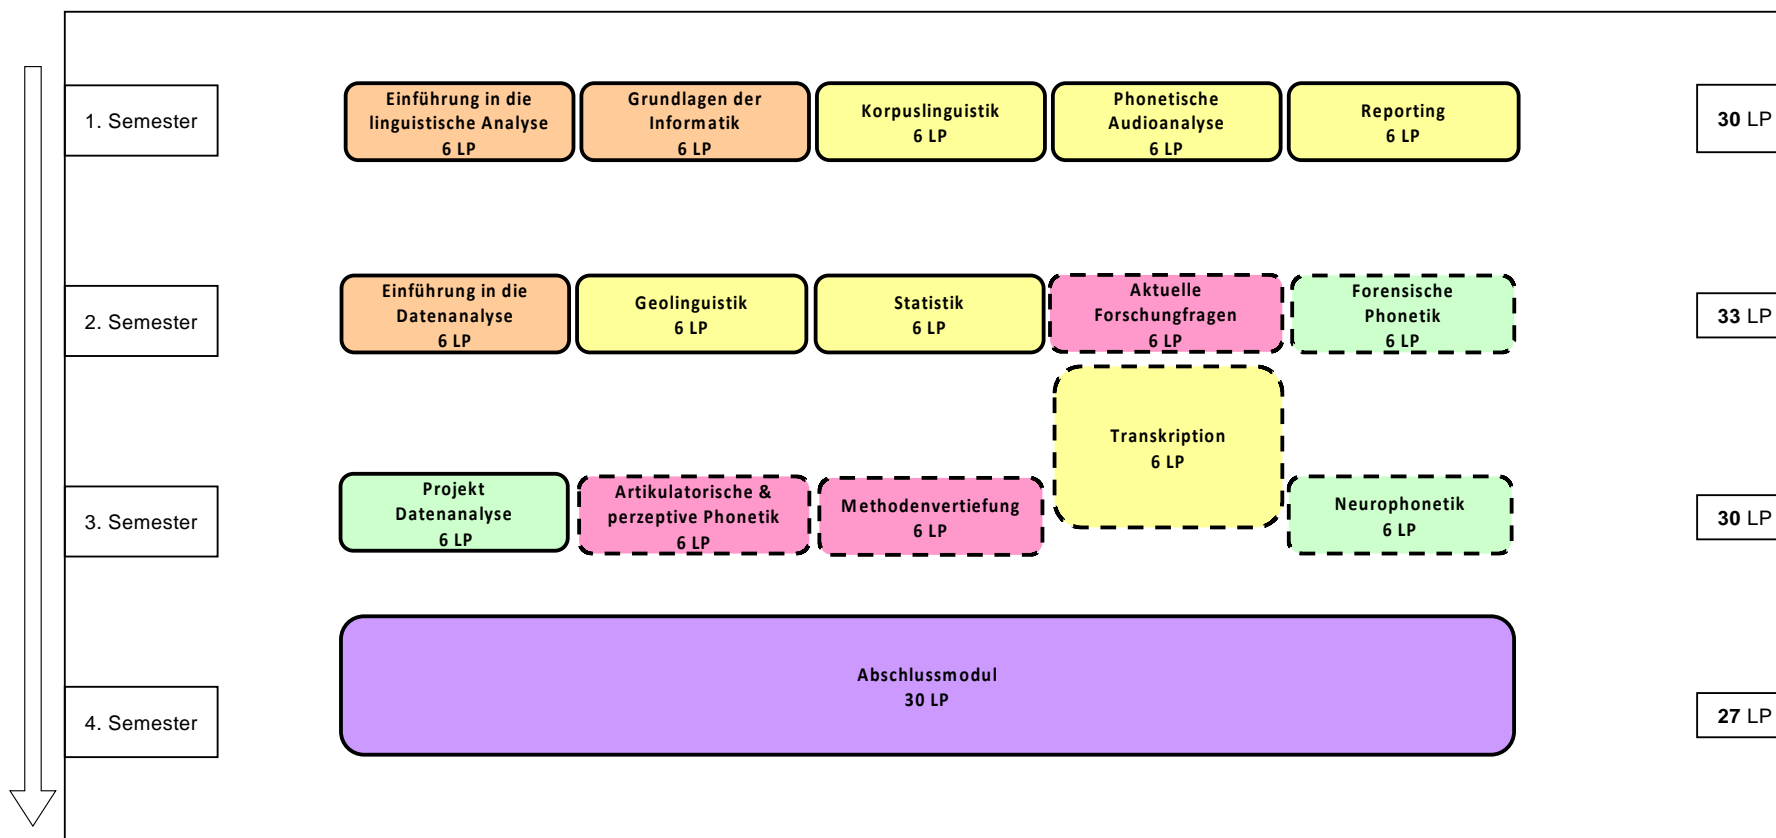 1. Semester
Einführung in die
linguistische Analyse
6 LP
Grundlagen der
Informatik
6 LP
Korpuslinguistik
6 LP
Phonetische
Audioanalyse
6 LP
Reporting
6 LP
30 LP
2. Semester
Einführung in die
Datenanalyse
6 LP
Geolinguistik
6 LP
Statistik
6 LP
Aktuelle
Forschungfragen
6 LP
Forensische
Phonetik
6 LP
33 LP
Transkription
6 LP
3. Semester
Projekt
Datenanalyse
6 LP
Artikulatorische &
perzeptive Phonetik
6 LP
Methodenvertiefung
6 LP
Neurophonetik
6 LP
30 LP
4. Semester
Abschlussmodul
30 LP
27 LP